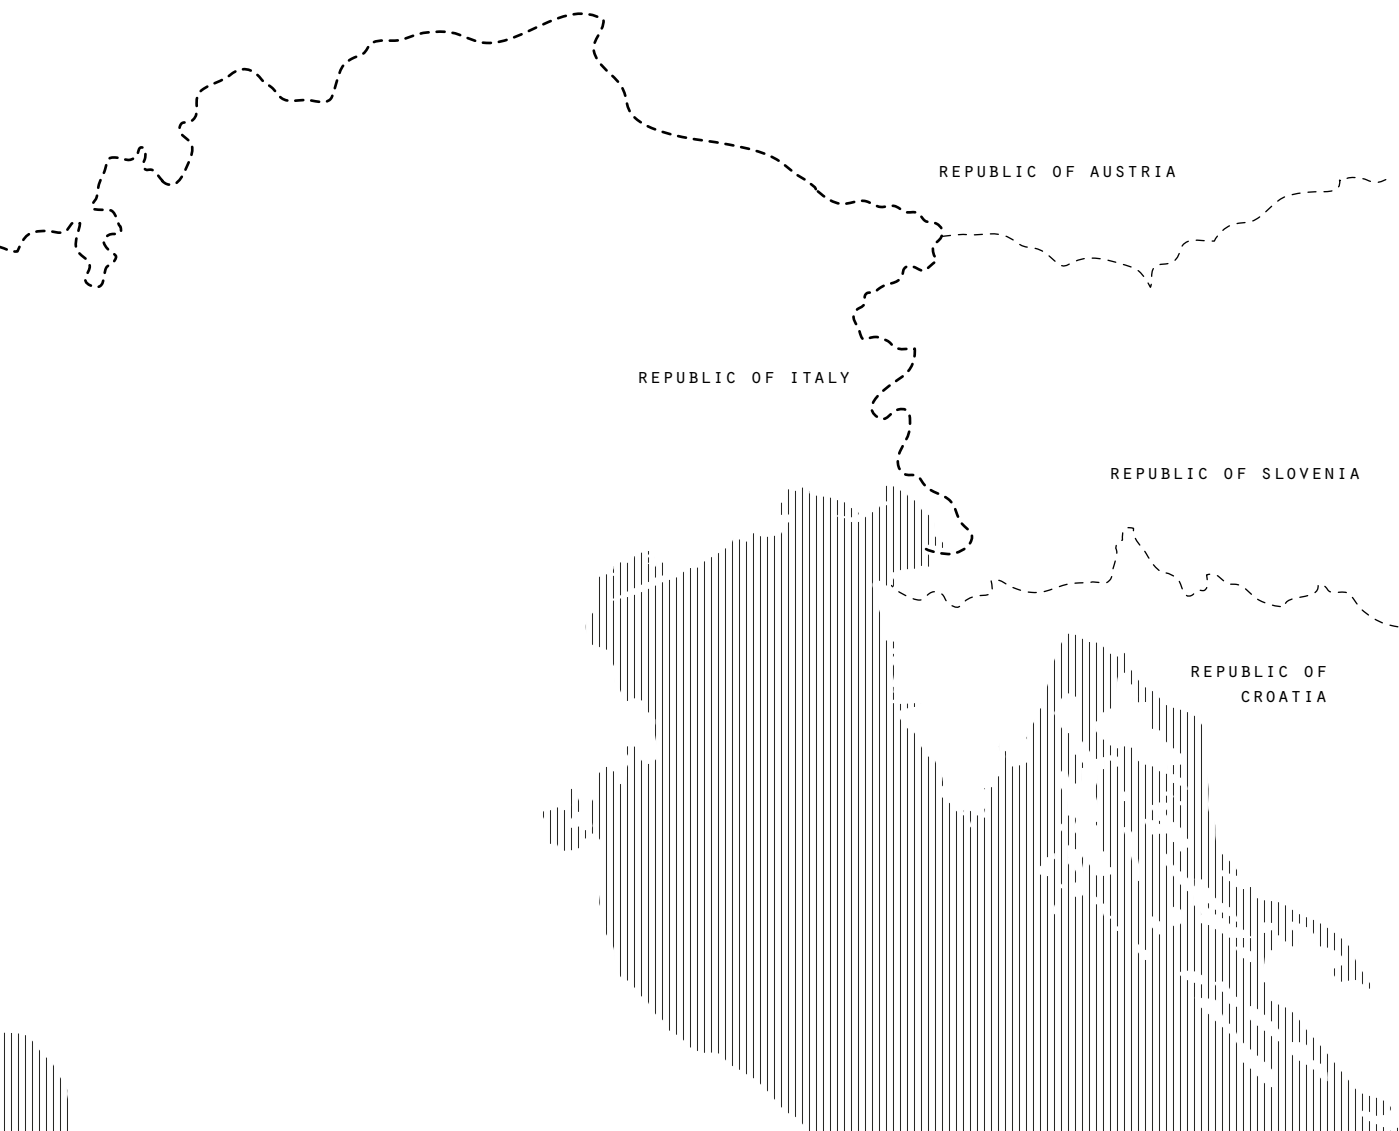 REPUBLIC OF AUSTRIA
REPUBLIC OF ITALY
REPUBLIC OF SLOVENIA
REPUBLIC OF
CROATIA